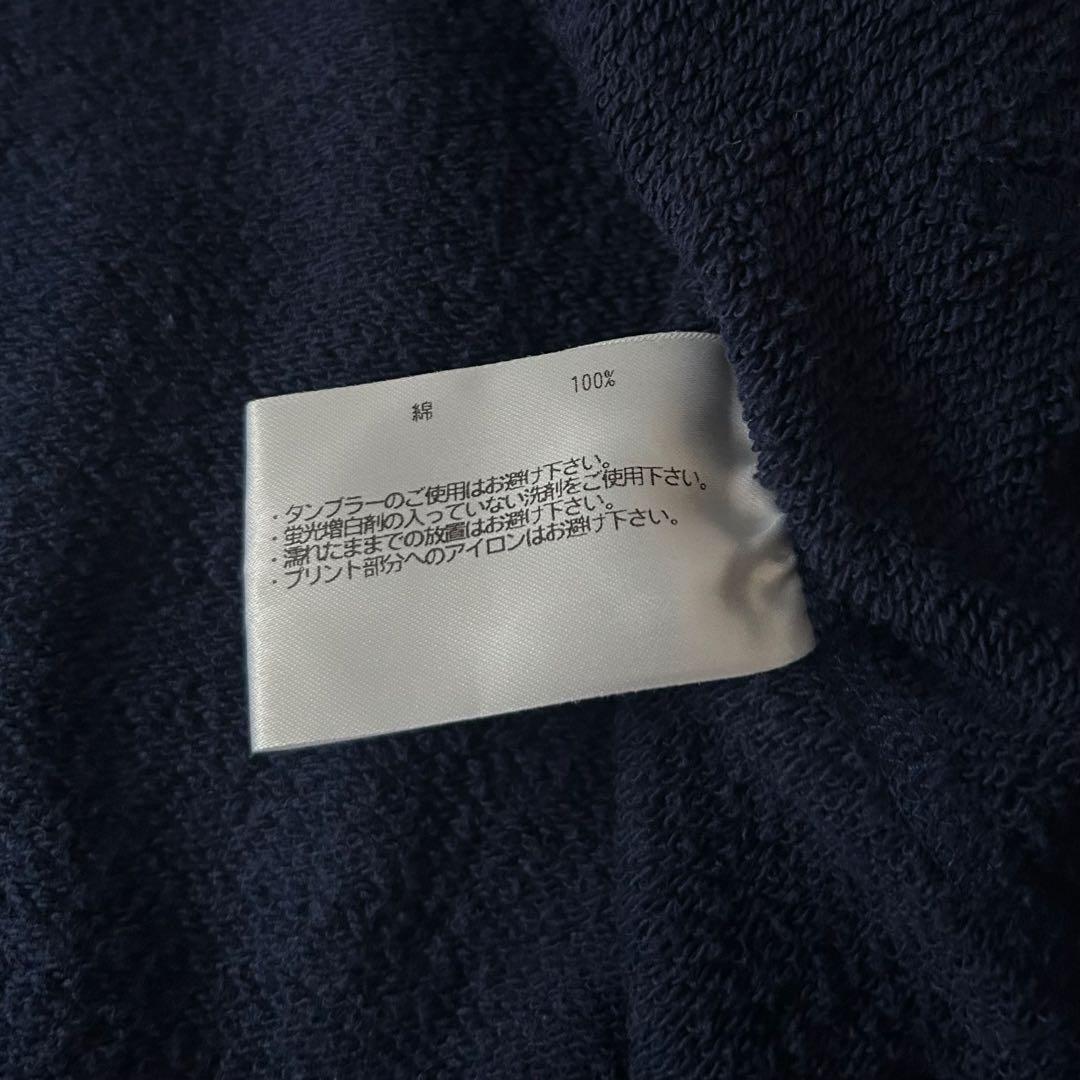 綿 100%
・タンブラーのご使用はお避け下さい。
・蛍光増白剤の入っていない洗剤をご使用下さい。
・濡れたままでの放置はお避け下さい。
・プリント部分へのアイロンはお避け下さい。